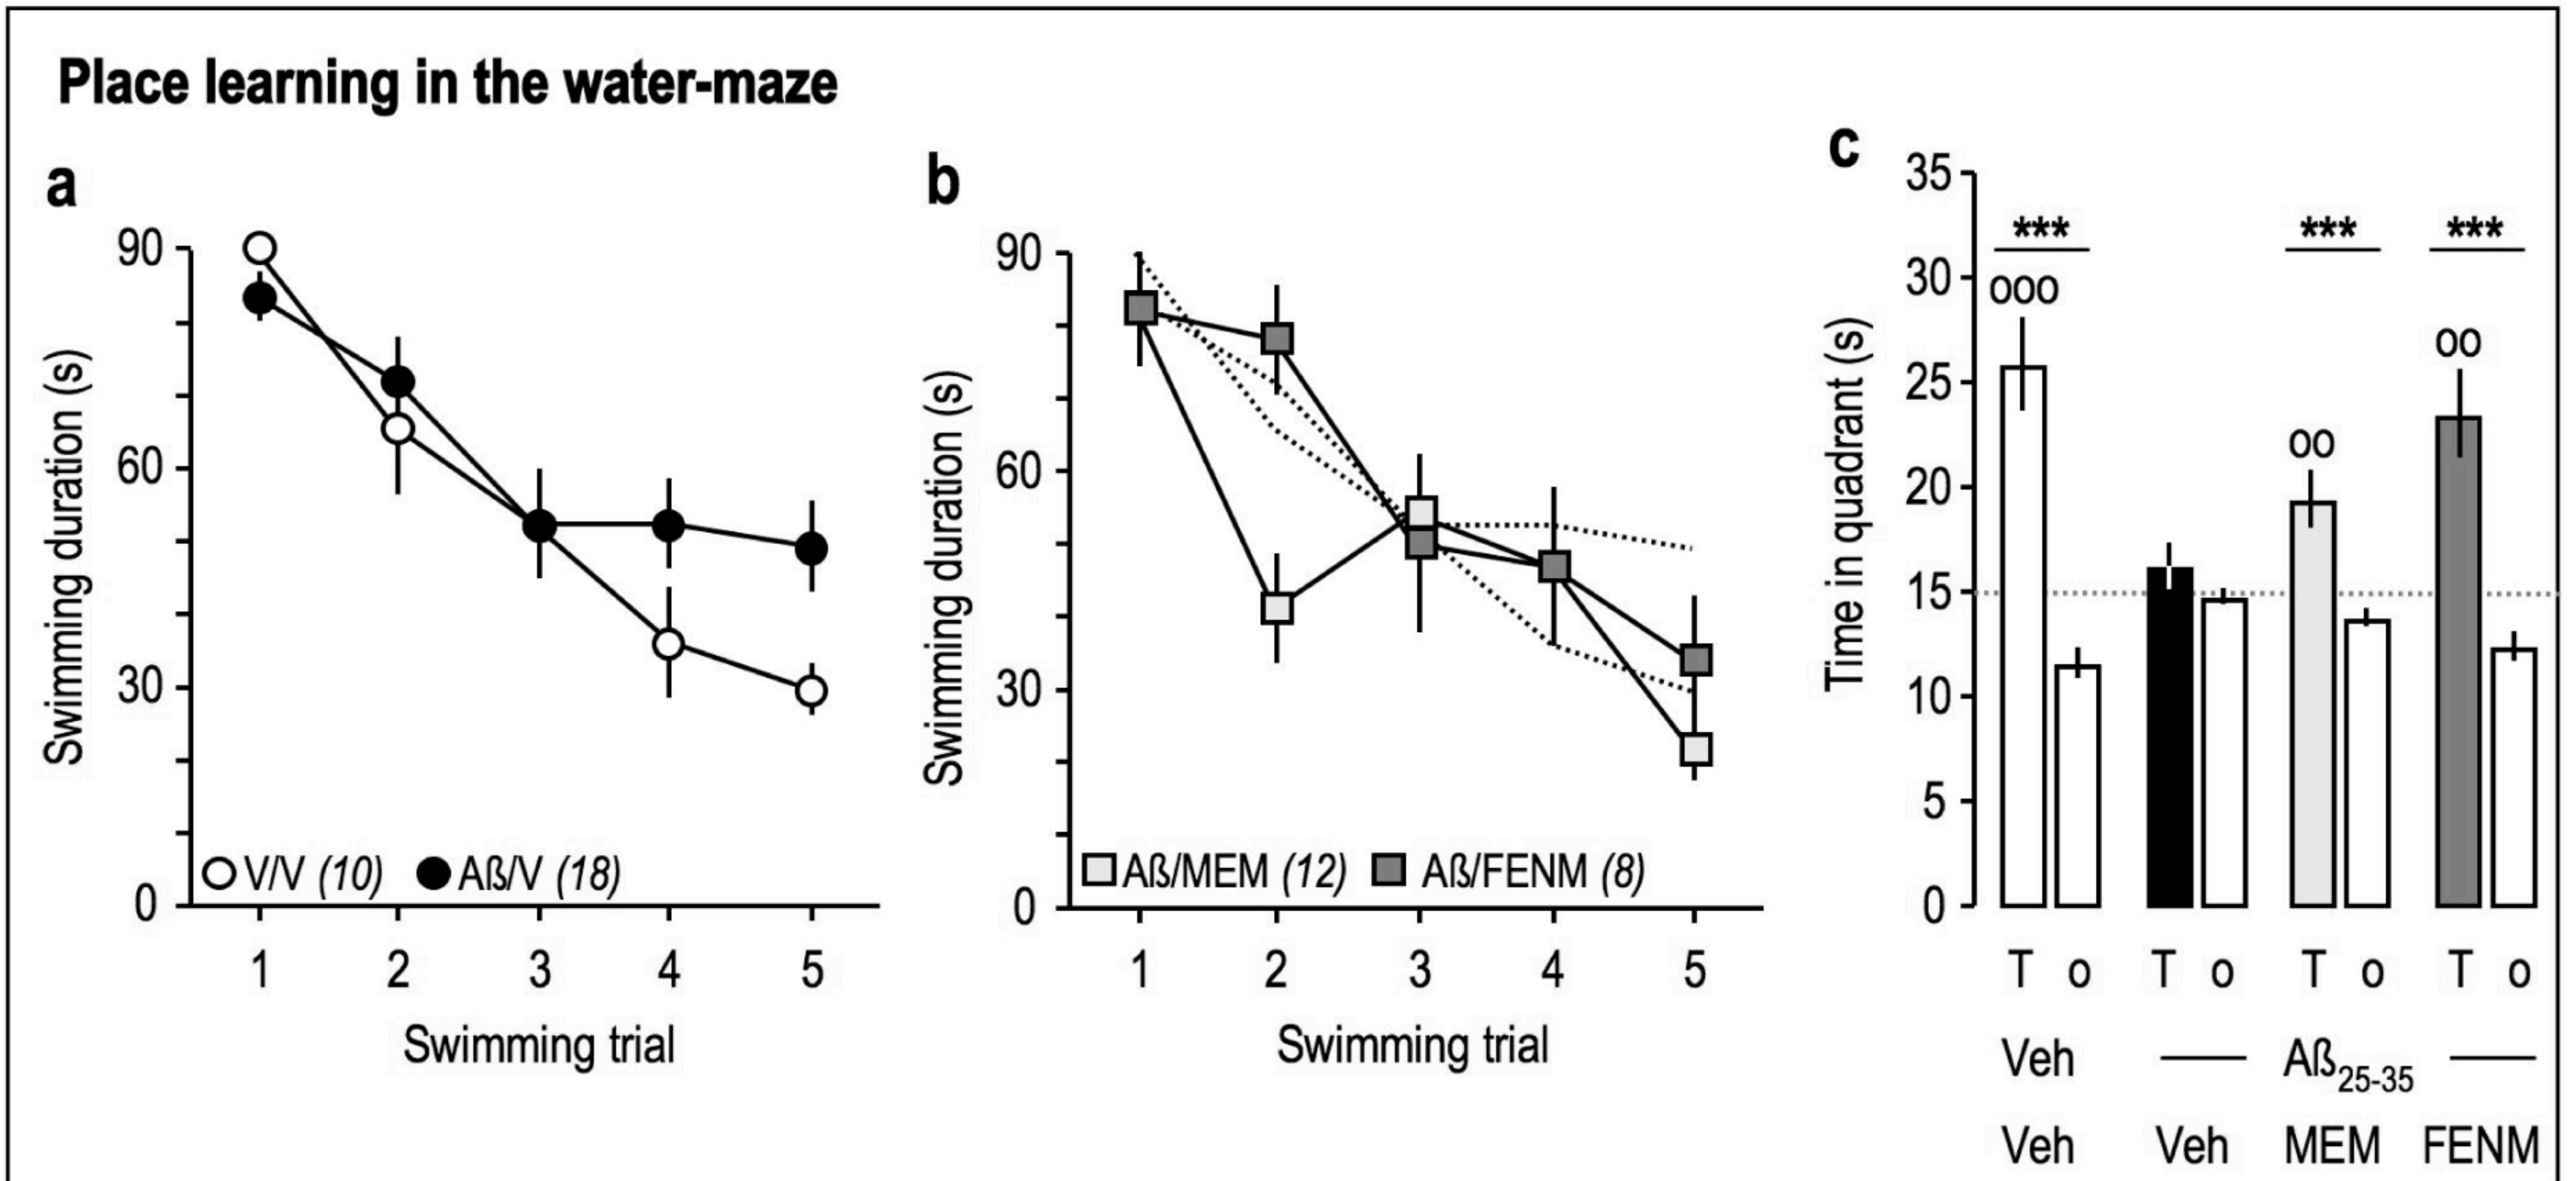 Place learning in the water-maze
a
Swimming duration (s)
90
60
30
0
V/V (10) Aß/V (18)
1 2 3 4 5
Swimming trial
b
Swimming duration (s)
90
60
30
0
Aß/MEM (12) Aß/FENM (8)
1 2 3 4 5
Swimming trial
c
Time in quadrant (s)
35
30
25
20
15
10
5
0
*** *** ***
ooo
oo
oo
T o T o T o T o
Veh Aß25-35
Veh Veh MEM FENM